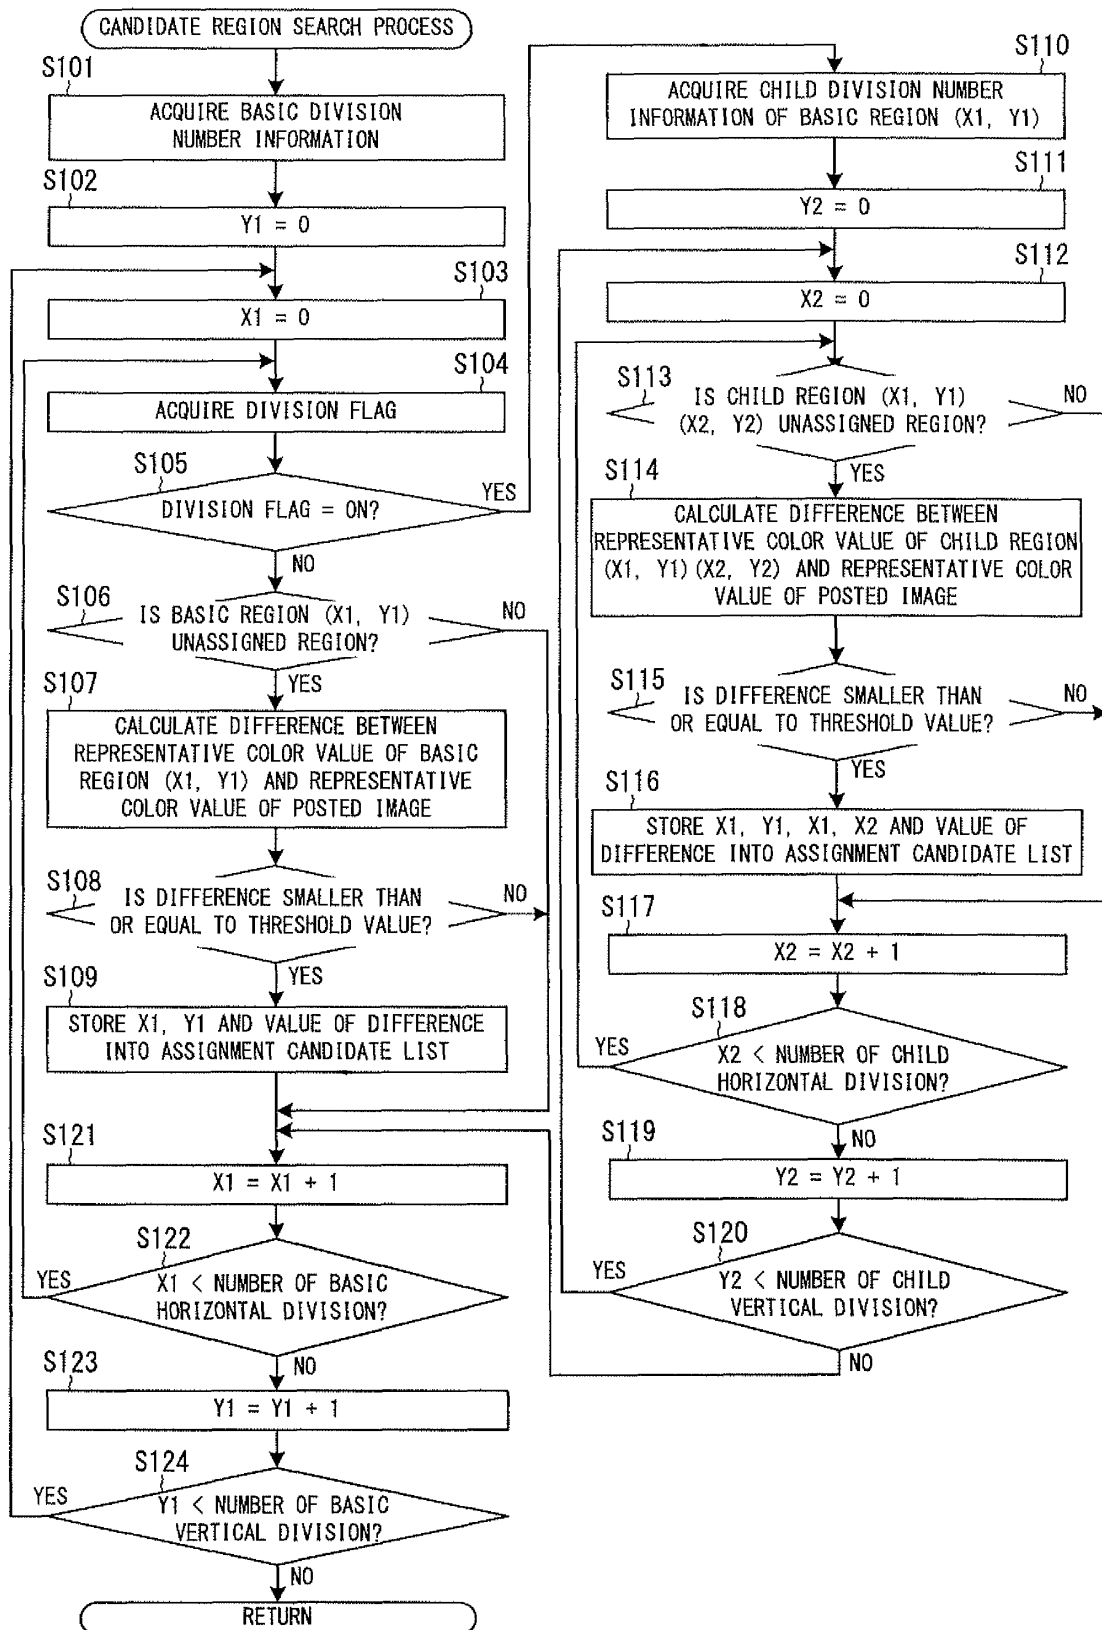 CANDIDATE REGION SEARCH PROCESS
S101
ACQUIRE BASIC DIVISION
NUMBER INFORMATION
S102
Y1 = 0
S103
X1 = 0
S104
ACQUIRE DIVISION FLAG
S105
DIVISION FLAG = ON?
YES
NO
S106
IS BASIC REGION (X1, Y1)
UNASSIGNED REGION?
NO
YES
S107
CALCULATE DIFFERENCE BETWEEN
REPRESENTATIVE COLOR VALUE OF BASIC
REGION (X1, Y1) AND REPRESENTATIVE
COLOR VALUE OF POSTED IMAGE
S108
IS DIFFERENCE SMALLER THAN
OR EQUAL TO THRESHOLD VALUE?
NO
YES
S109
STORE X1, Y1 AND VALUE OF DIFFERENCE
INTO ASSIGNMENT CANDIDATE LIST
S121
X1 = X1 + 1
S122
X1 < NUMBER OF BASIC
HORIZONTAL DIVISION?
YES
NO
S123
Y1 = Y1 + 1
S124
Y1 < NUMBER OF BASIC
VERTICAL DIVISION?
YES
NO
RETURN
S110
ACQUIRE CHILD DIVISION NUMBER
INFORMATION OF BASIC REGION (X1, Y1)
S111
Y2 = 0
S112
X2 = 0
S113
IS CHILD REGION (X1, Y1)
(X2, Y2) UNASSIGNED REGION?
NO
YES
S114
CALCULATE DIFFERENCE BETWEEN
REPRESENTATIVE COLOR VALUE OF CHILD REGION
(X1, Y1) (X2, Y2) AND REPRESENTATIVE COLOR
VALUE OF POSTED IMAGE
S115
IS DIFFERENCE SMALLER THAN
OR EQUAL TO THRESHOLD VALUE?
NO
YES
S116
STORE X1, Y1, X1, X2 AND VALUE OF
DIFFERENCE INTO ASSIGNMENT CANDIDATE LIST
S117
X2 = X2 + 1
S118
X2 < NUMBER OF CHILD
HORIZONTAL DIVISION?
YES
NO
S119
Y2 = Y2 + 1
S120
Y2 < NUMBER OF CHILD
VERTICAL DIVISION?
YES
NO